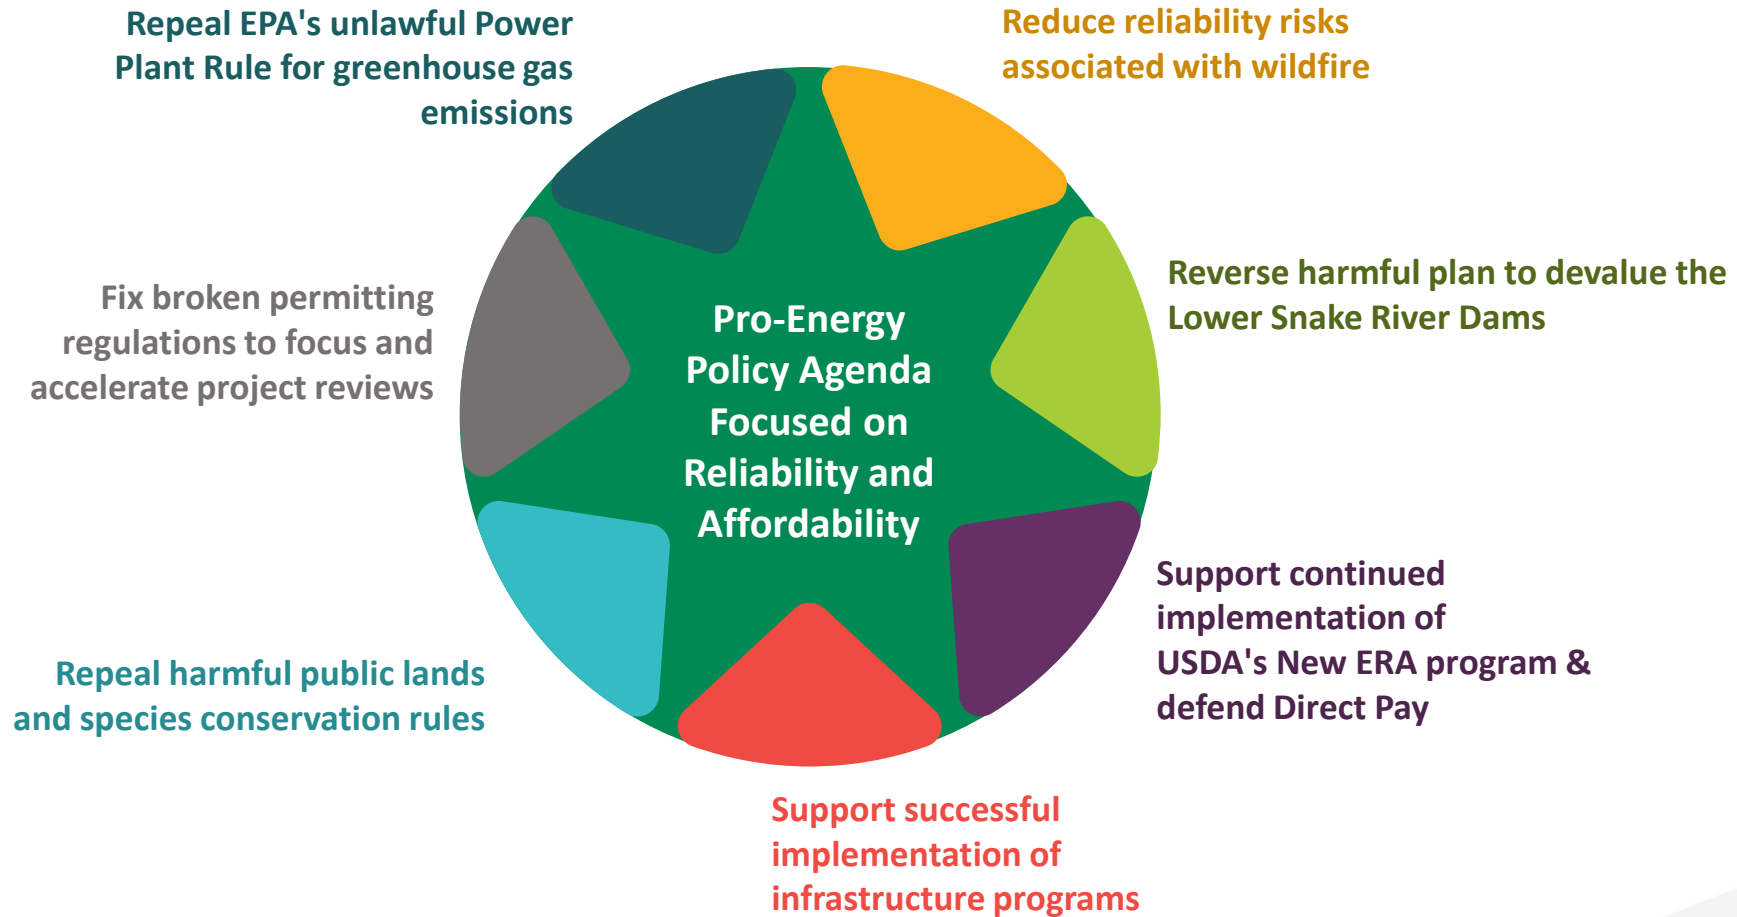 Repeal EPA's unlawful Power
Plant Rule for greenhouse gas
emissions
Reduce reliability risks
associated with wildfire
Reverse harmful plan to devalue the
Lower Snake River Dams
Support continued
implementation of
USDA's New ERA program &
defend Direct Pay
Support successful
implementation of
infrastructure programs
Repeal harmful public lands
and species conservation rules
Fix broken permitting
regulations to focus and
accelerate project reviews
Pro-Energy
Policy Agenda
Focused on
Reliability and
Affordability